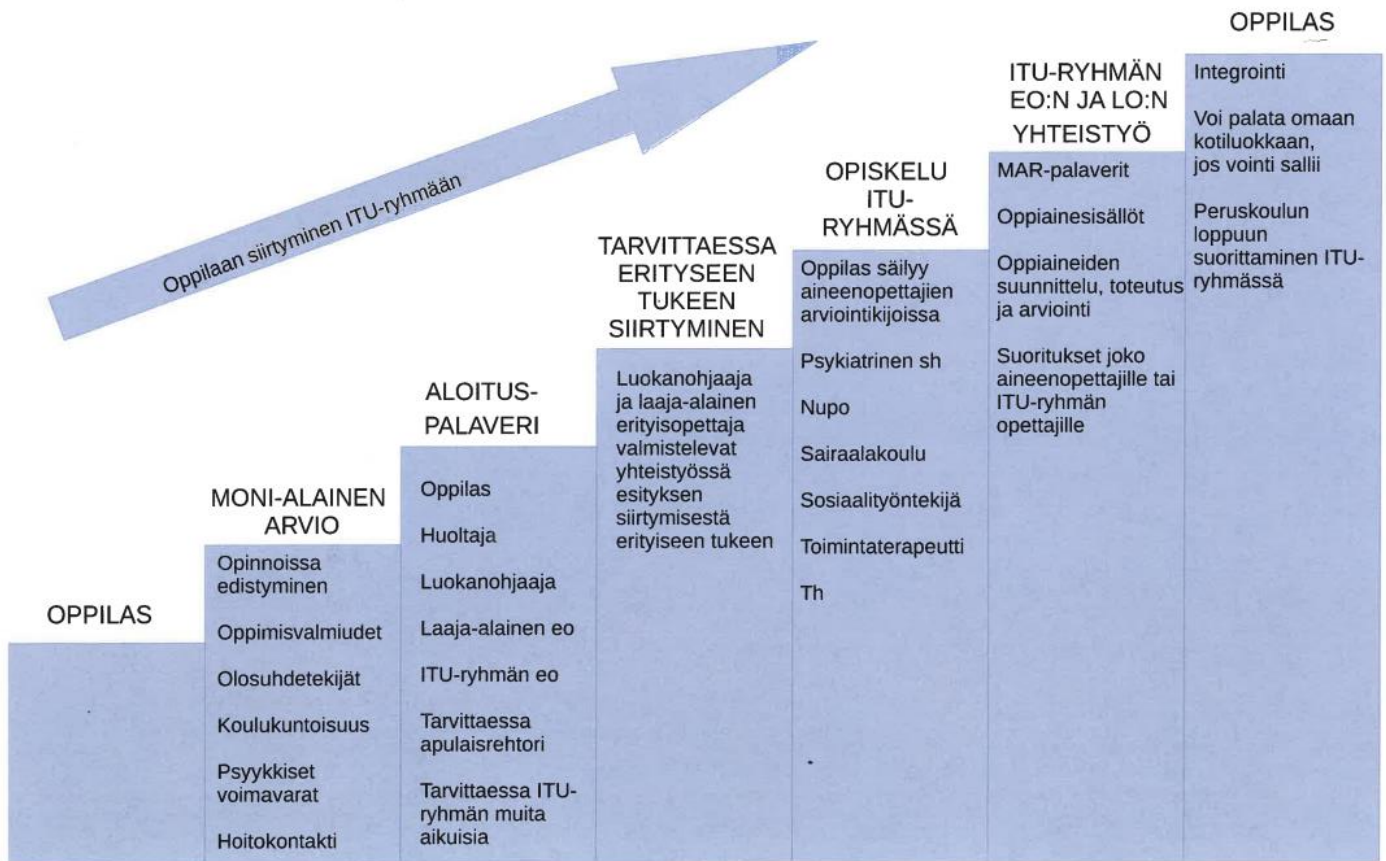 Oppilaan siirtyminen ITU-ryhmään
OPPILAS
MONI-ALAINEN
ARVIO
Opinnoissa
edistyminen
Oppimisvalmiudet
Olosuhdetekijät
Koulukuntoisuus
Psyykkiset
voimavarat
Hoitokontakti
ALOITUS-
PALAVERI
Oppilas
Huoltaja
Luokanohjaaja
Laaja-alainen eo
ITU-ryhmän eo
Tarvittaessa
apulaisrehtori
Tarvittaessa ITU-
ryhmän muita
aikuisia
TARVITTAESSA
ERITYISEEN
TUKEEN
SIIRTYMINEN
Luokanohjaaja
ja laaja-alainen
erityisopettaja
valmistelevat
yhteistyössä
esityksen
siirtymisestä
erityiseen tukeen
OPISKELU
ITU-
RYHMÄSSÄ
Oppilas säilyy
aineenopettajien
arviointikijoissa
Psykiatrinen sh
Nupo
Sairaalakoulu
Sosiaalityöntekijä
Toimintaterapeutti
Th
ITU-RYHMÄN
EO:N JA LO:N
YHTEISTYÖ
MAR-palaverit
Oppiainesisällöt
Oppiaineiden
suunnittelu, toteutus
ja arviointi
Suoritukset joko
aineenopettajille tai
ITU-ryhmän
opettajille
OPPILAS
Integrointi
Voi palata omaan
kotiluokkaan,
jos vointi sallii
Peruskoulun
loppuun
suorittaminen ITU-
ryhmässä